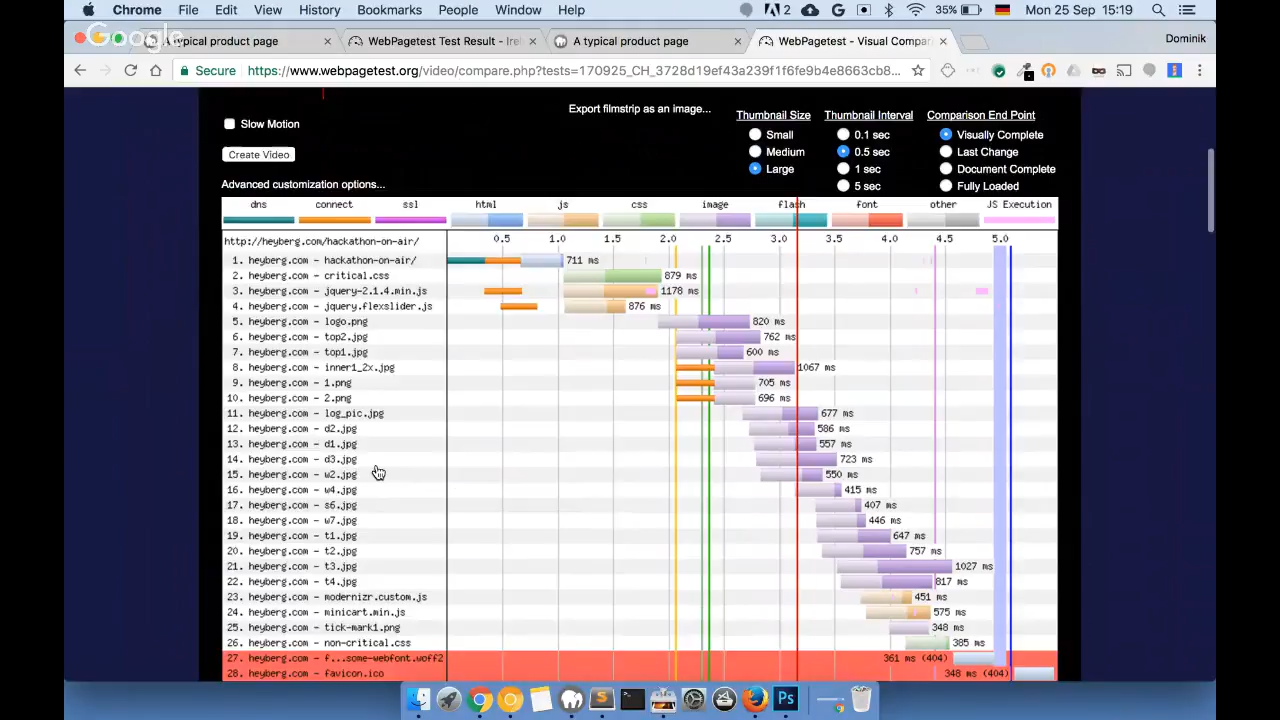 Chrome File Edit View History Bookmarks People Window Help 2 35% Mon 25 Sep 15:19
Google
A typical product page WebPagetest Test Result - Ire A typical product page WebPagetest - Visual Compari Dominik
Secure https://www.webpagetest.org/video/compare.php?tests=170925_CH_3728d19ef43a239f1f6fe9b4e8663cb8...
Slow Motion
Create Video
Advanced customization options...
Export filmstrip as an image...
Thumbnail Size Thumbnail Interval Comparison End Point
Small 0.1 sec Visually Complete
Medium 0.5 sec Last Change
Large 1 sec Document Complete
5 sec Fully Loaded
dns connect ssl html js css image flash font other JS Execution
http://heyberg.com/hackathon-on-air/ 0.5 1.0 1.5 2.0 2.5 3.0 3.5 4.0 4.5 5.0
1. heyberg.com - hackathon-on-air/ 711 ms
2. heyberg.com - critical.css 879 ms
3. heyberg.com - jquery-2.1.4.min.js 1178 ms
4. heyberg.com - jquery.flexslider.js 876 ms
5. heyberg.com - logo.png 820 ms
6. heyberg.com - top2.jpg 762 ms
7. heyberg.com - top1.jpg 600 ms
8. heyberg.com - inner1_2x.jpg 1067 ms
9. heyberg.com - 1.png 705 ms
10. heyberg.com - 2.png 696 ms
11. heyberg.com - log_pic.jpg 677 ms
12. heyberg.com - d2.jpg 586 ms
13. heyberg.com - d1.jpg 557 ms
14. heyberg.com - d3.jpg 723 ms
15. heyberg.com - w2.jpg 550 ms
16. heyberg.com - w4.jpg 415 ms
17. heyberg.com - s6.jpg 407 ms
18. heyberg.com - w7.jpg 446 ms
19. heyberg.com - t1.jpg 647 ms
20. heyberg.com - t2.jpg 757 ms
21. heyberg.com - t3.jpg 1027 ms
22. heyberg.com - t4.jpg 817 ms
23. heyberg.com - modernizr.custom.js 451 ms
24. heyberg.com - minicart.min.js 575 ms
25. heyberg.com - tick-mark1.png 348 ms
26. heyberg.com - non-critical.css 385 ms
27. heyberg.com - f...some-webfont.woff2 361 ms (404)
28. heyberg.com - favicon.ico 348 ms (404)
Ps